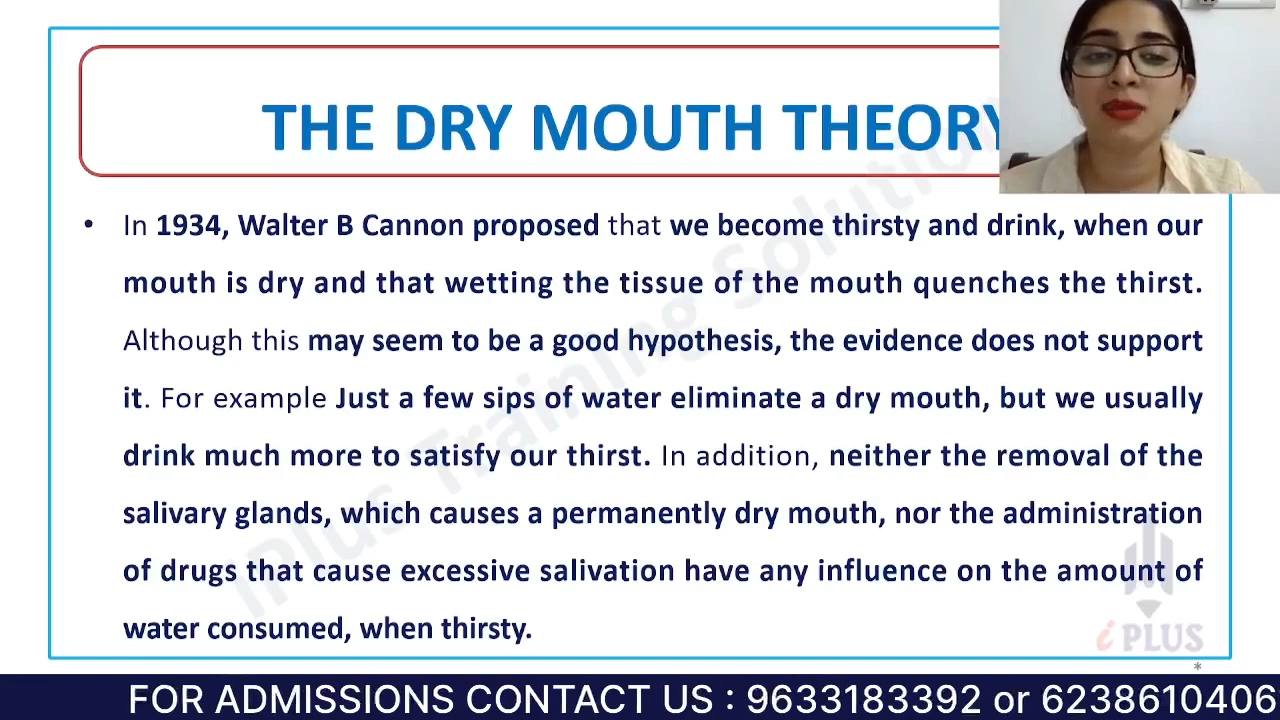 THE DRY MOUTH THEORY
• In 1934, Walter B Cannon proposed that we become thirsty and drink, when our
mouth is dry and that wetting the tissue of the mouth quenches the thirst.
Although this may seem to be a good hypothesis, the evidence does not support
it. For example Just a few sips of water eliminate a dry mouth, but we usually
drink much more to satisfy our thirst. In addition, neither the removal of the
salivary glands, which causes a permanently dry mouth, nor the administration
of drugs that cause excessive salivation have any influence on the amount of
water consumed, when thirsty.
iPlus Training Solution
i PLUS
*
FOR ADMISSIONS CONTACT US : 9633183392 or 6238610406